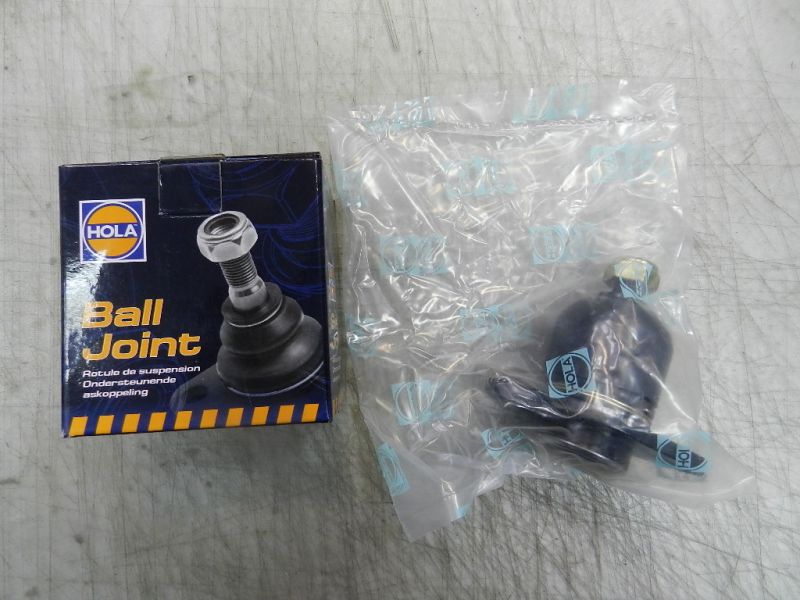 HOLA
Ball
Joint
Rotule de suspension
Ondersteunende
askoppeling
HOLA
HOLA